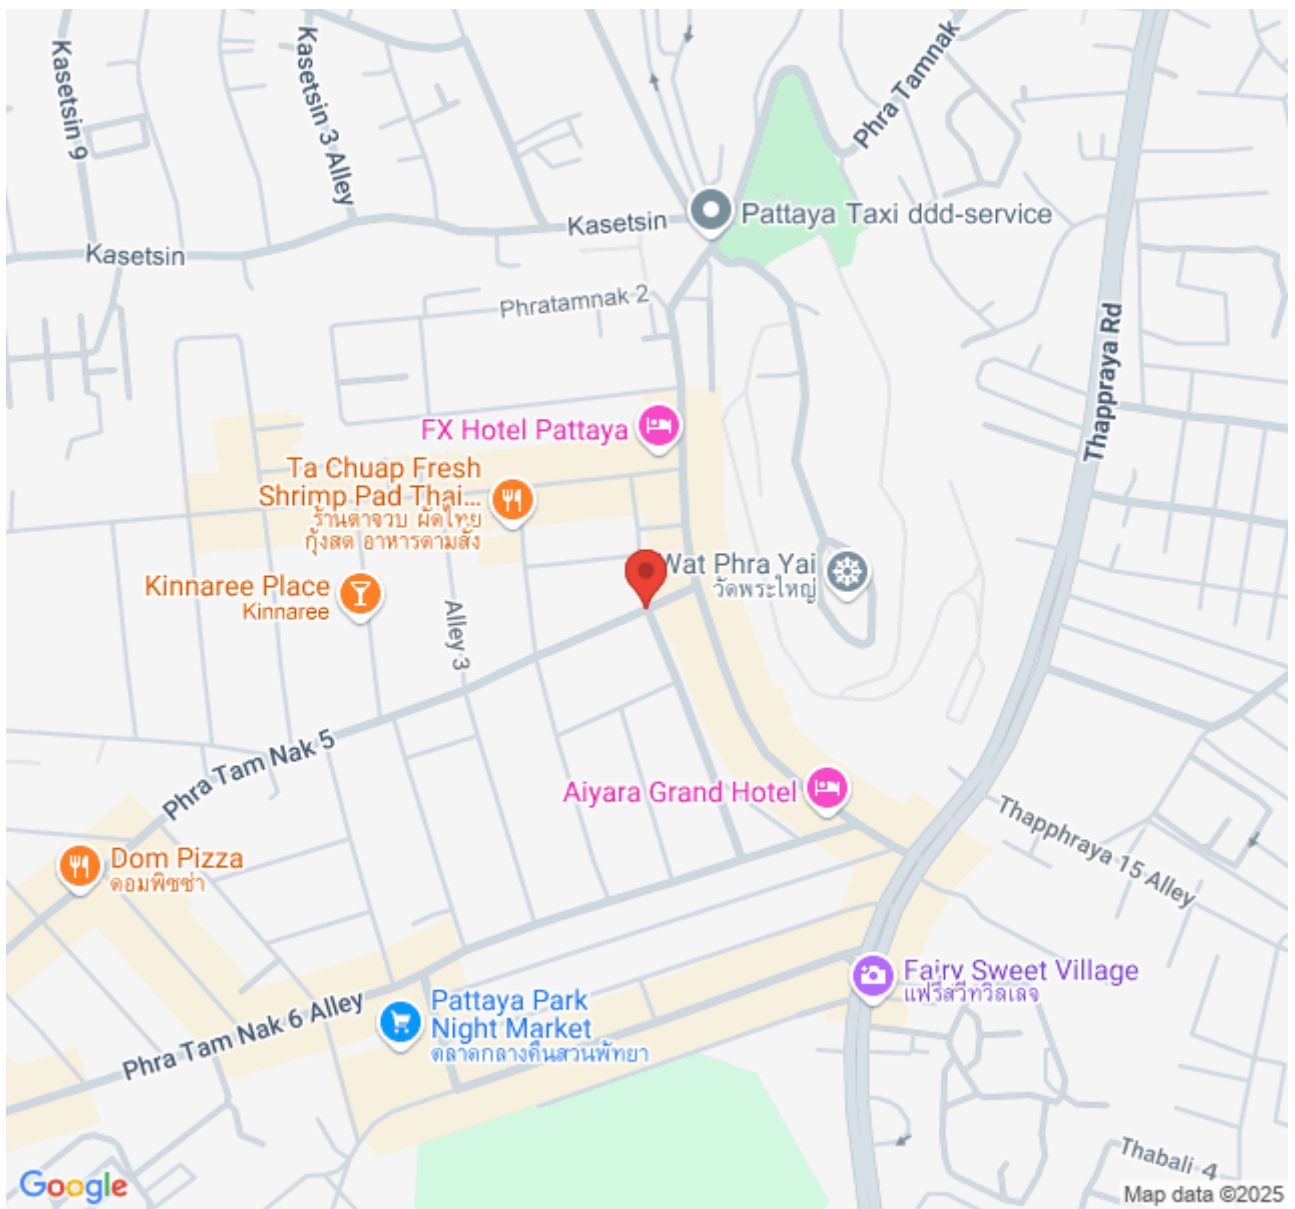 Kasetsin 9
Kasetsin 3 Alley
Phra Tamnak
Kasetsin
Pattaya Taxi ddd-service
Kasetsin
Phratamnak 2
Thappraya Rd
FX Hotel Pattaya
Ta Chuap Fresh
Shrimp Pad Thai...
ร้านตาจวบ ผัดไทย
กุ้งสด อาหารตามสั่ง
Wat Phra Yai
วัดพระใหญ่
Kinnaree Place
Kinnaree
Alley 3
Phra Tam Nak 5
Aiyara Grand Hotel
Thapphraya 15 Alley
Dom Pizza
ดอมพิซซ่า
Fairy Sweet Village
แฟรี่สวีทวิลเลจ
Pattaya Park
Night Market
ตลาดกลางคืนสวนพัทยา
Phra Tam Nak 6 Alley
Thabali 4
Google
Map data ©2025